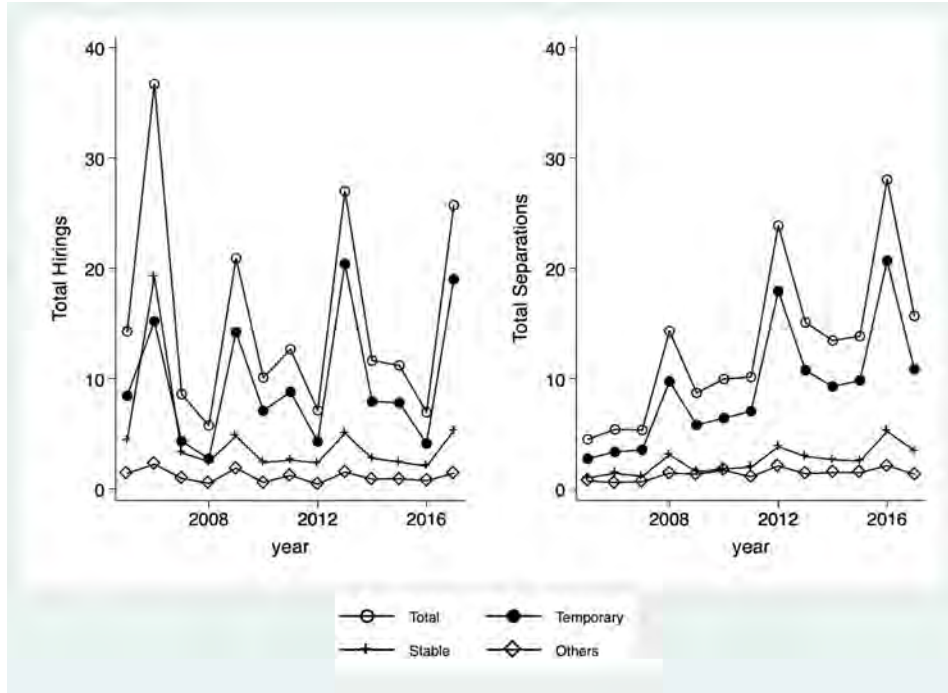 40
30
20
10
0
Total Hirings
2008 2012 2016
year
40
30
20
10
0
Total Separations
2008 2012 2016
year
Total Temporary
Stable Others